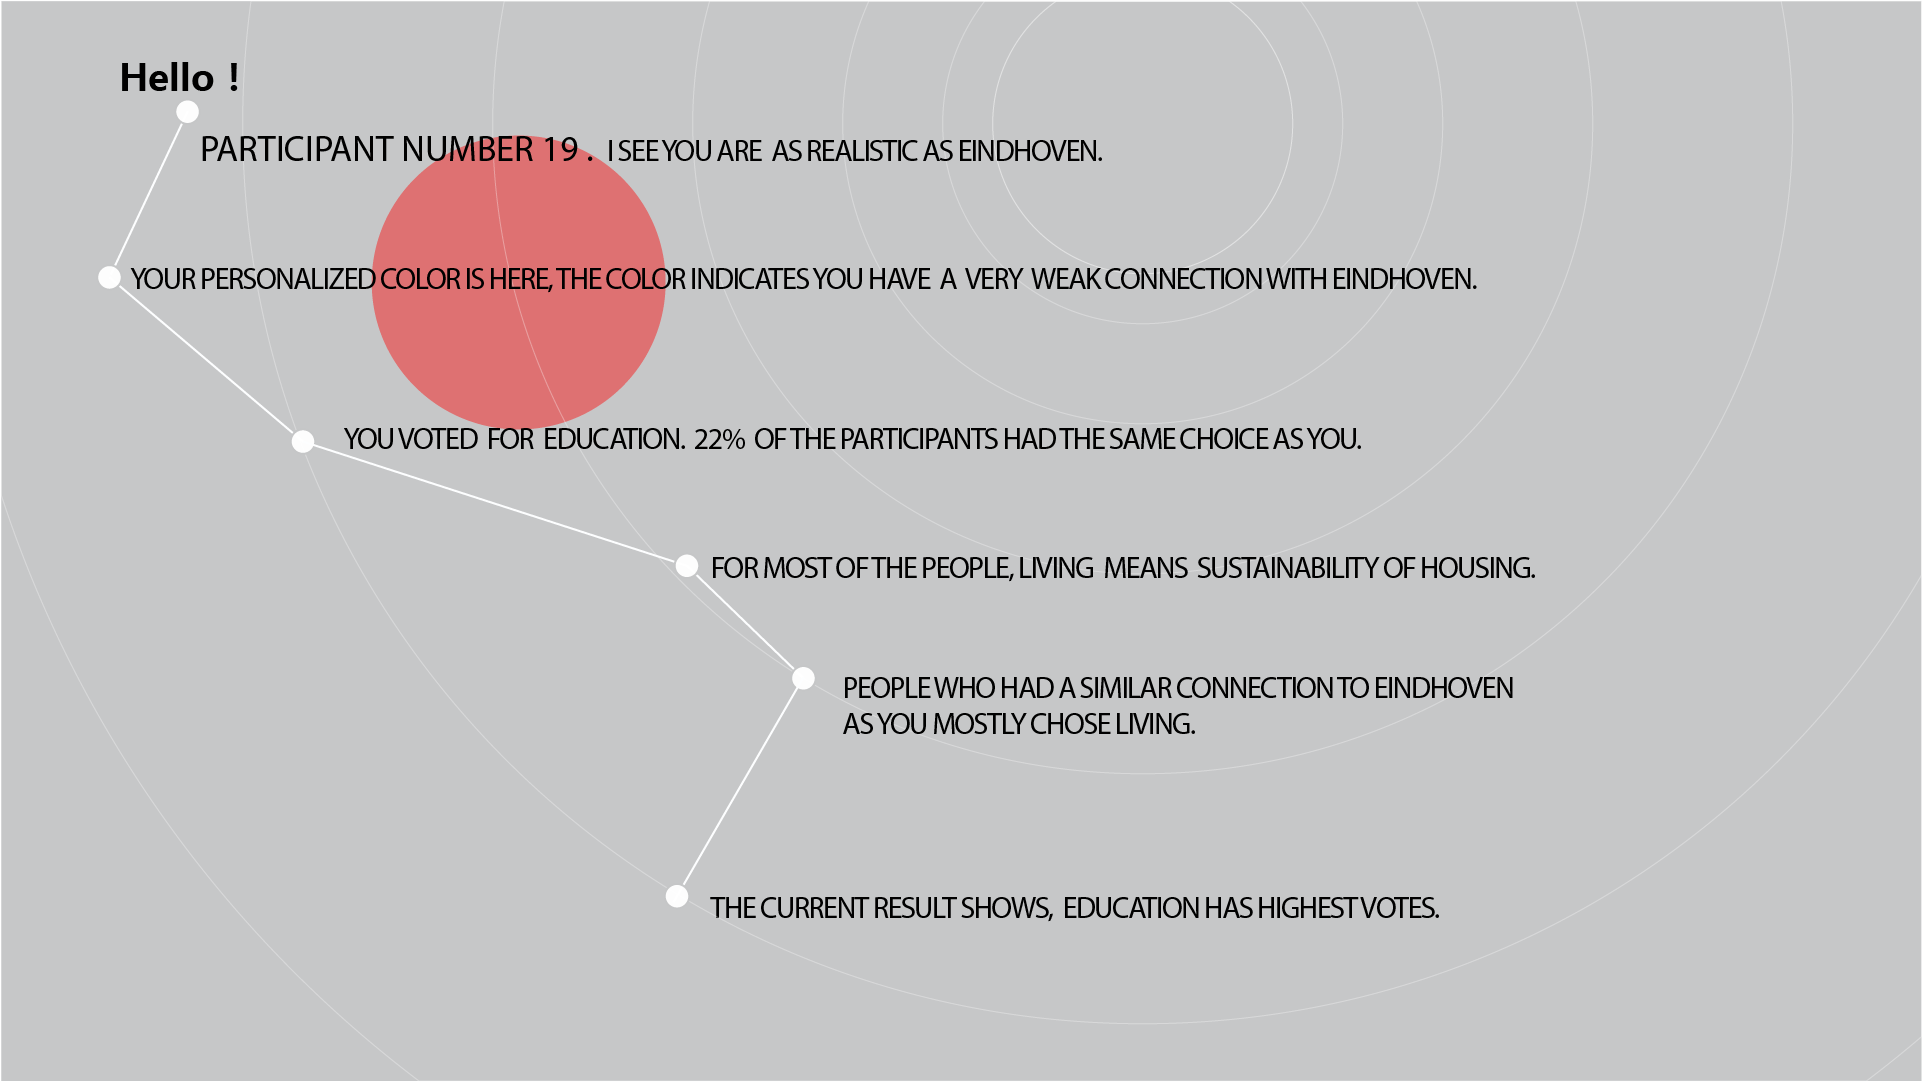 Hello !
PARTICIPANT NUMBER 19 . I SEE YOU ARE AS REALISTIC AS EINDHOVEN.
YOUR PERSONALIZED COLOR IS HERE, THE COLOR INDICATES YOU HAVE A VERY WEAK CONNECTION WITH EINDHOVEN.
YOU VOTED FOR EDUCATION. 22% OF THE PARTICIPANTS HAD THE SAME CHOICE AS YOU.
FOR MOST OF THE PEOPLE, LIVING MEANS SUSTAINABILITY OF HOUSING.
PEOPLE WHO HAD A SIMILAR CONNECTION TO EINDHOVEN
AS YOU MOSTLY CHOSE LIVING.
THE CURRENT RESULT SHOWS, EDUCATION HAS HIGHEST VOTES.